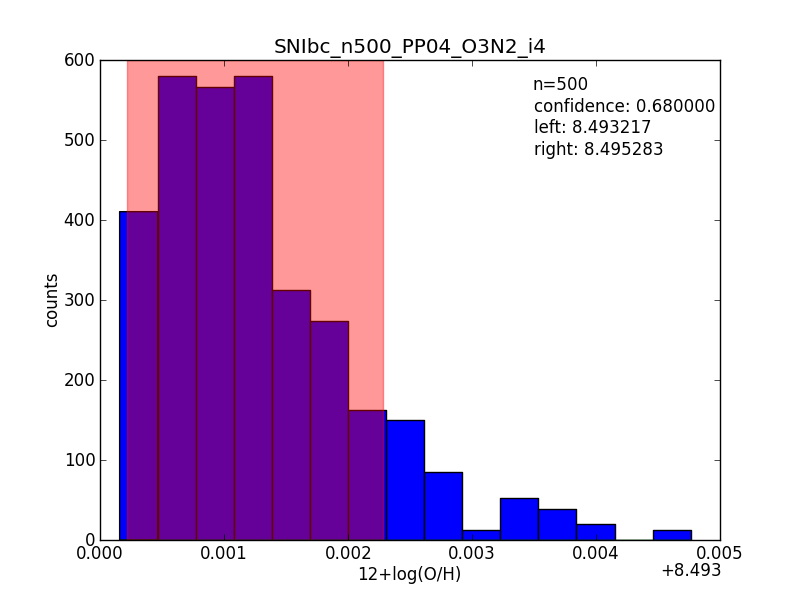 SNIbc_n500_PP04_O3N2_i4
600
500
400
300
200
100
0
counts
n=500
confidence: 0.680000
left: 8.493217
right: 8.495283
0.000 0.001 0.002 0.003 0.004 0.005
+8.493
12+log(O/H)